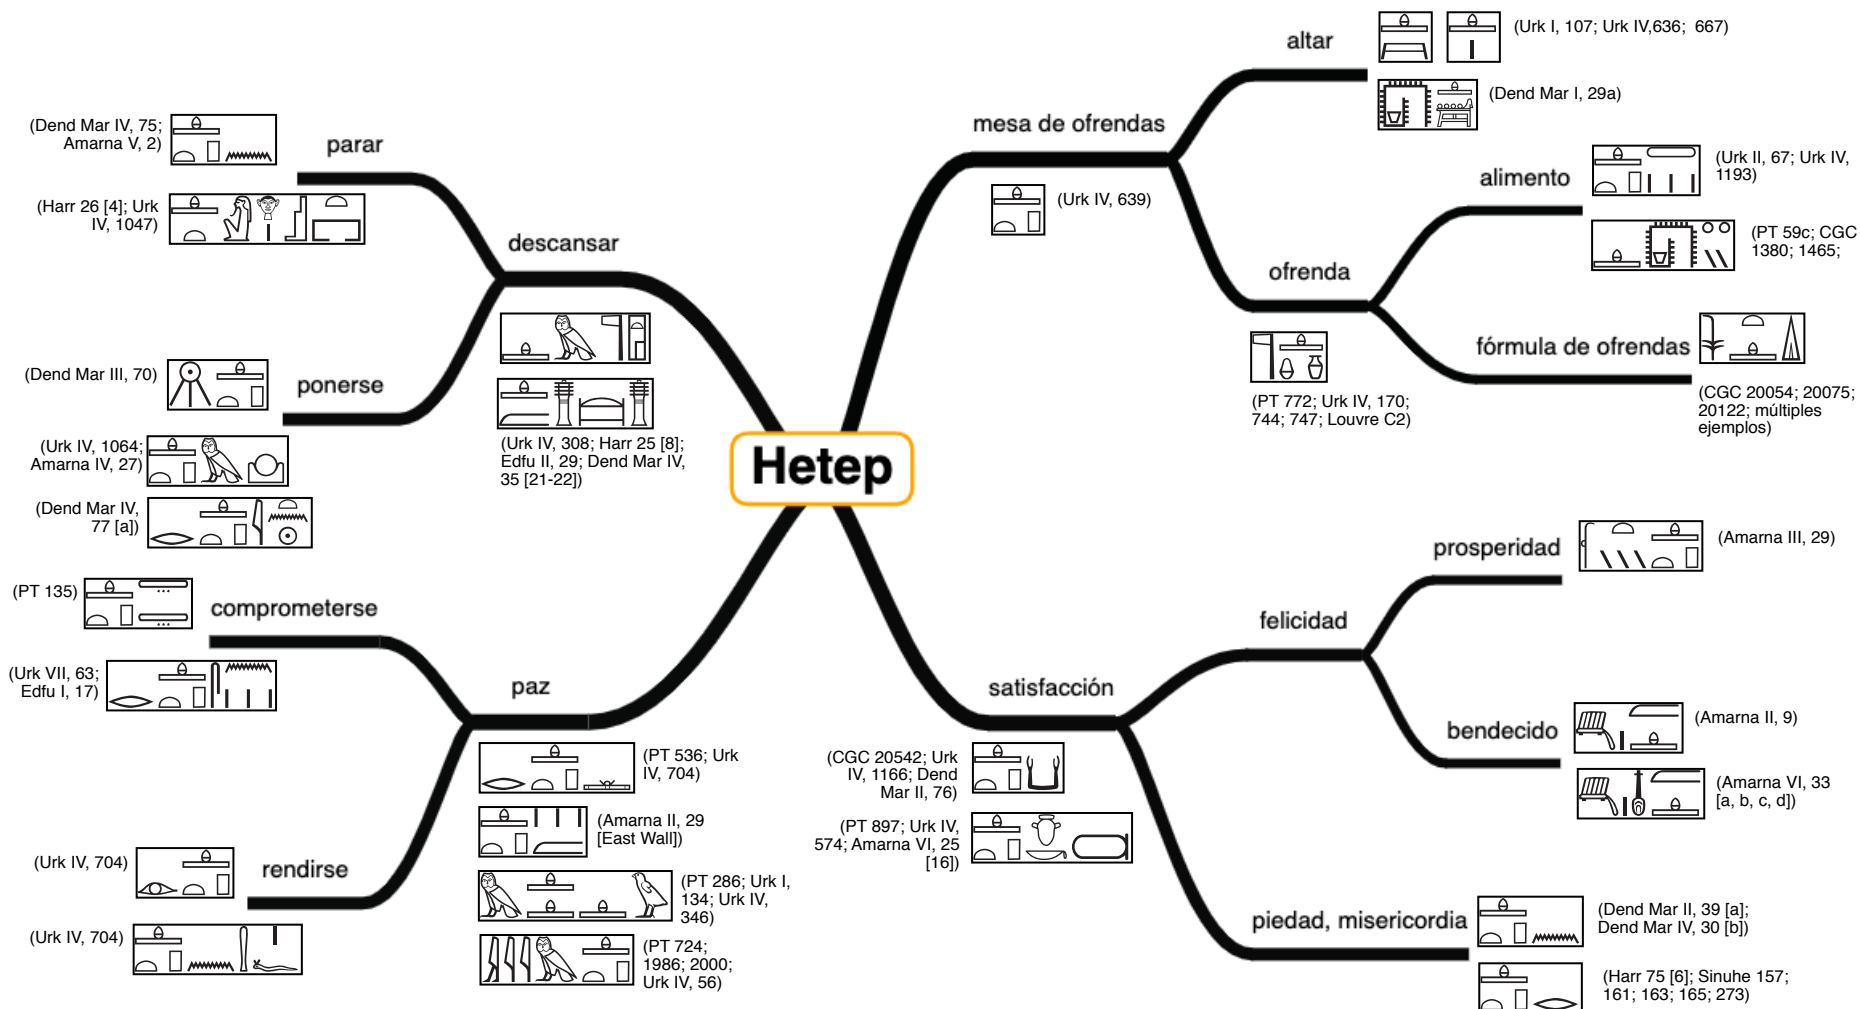 Hetep
mesa de ofrendas
(Urk IV, 639)
altar
(Urk I, 107; Urk IV,636;  667)
(Dend Mar I, 29a)
ofrenda
(PT 772; Urk IV, 170;
744; 747; Louvre C2)
alimento
(Urk II, 67; Urk IV,
1193)
(PT 59c; CGC
1380; 1465;
fórmula de ofrendas
(CGC 20054; 20075;
20122; múltiples
ejemplos)
satisfacción
(CGC 20542; Urk
IV, 1166; Dend
Mar II, 76)
(PT 897; Urk IV,
574; Amarna VI, 25
[16])
felicidad
prosperidad
(Amarna III, 29)
bendecido
(Amarna II, 9)
(Amarna VI, 33
[a, b, c, d])
piedad, misericordia
(Dend Mar II, 39 [a];
Dend Mar IV, 30 [b])
(Harr 75 [6]; Sinuhe 157;
161; 163; 165; 273)
descansar
(Urk IV, 308; Harr 25 [8];
Edfu II, 29; Dend Mar IV,
35 [21-22])
parar
(Dend Mar IV, 75;
Amarna V, 2)
(Harr 26 [4]; Urk
IV, 1047)
ponerse
(Dend Mar III, 70)
(Urk IV, 1064;
Amarna IV, 27)
(Dend Mar IV,
77 [a])
paz
(PT 536; Urk
IV, 704)
(Amarna II, 29
[East Wall])
(PT 286; Urk I,
134; Urk IV,
346)
(PT 724;
1986; 2000;
Urk IV, 56)
comprometerse
(PT 135)
(Urk VII, 63;
Edfu I, 17)
rendirse
(Urk IV, 704)
(Urk IV, 704)